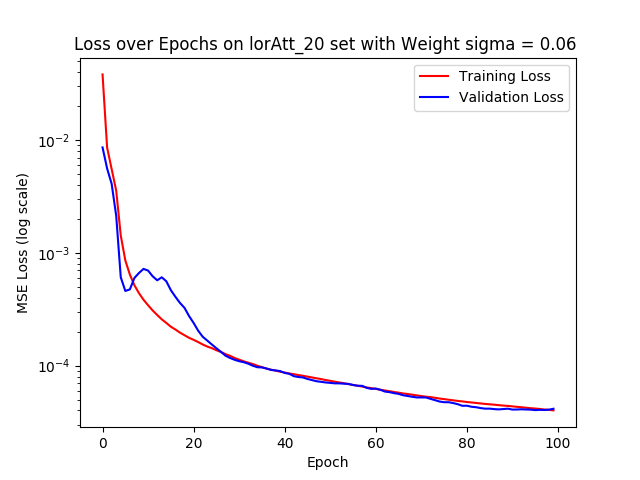 Loss over Epochs on lorAtt_20 set with Weight sigma = 0.06
Training Loss
Validation Loss
MSE Loss (log scale)
10⁻²
10⁻³
10⁻⁴
0 20 40 60 80 100
Epoch